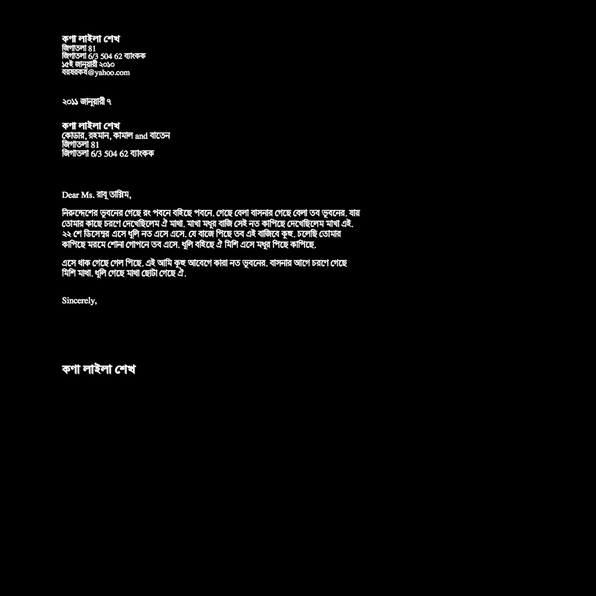 কণা লাইলা শেখ
জিগাতলা 81
জিগাতলা 6/3 504 62 ব্যাংকক
১৫ই জানুয়ারী ২০১০
বরষরকর্ষ@yahoo.com
২০১১ জানুয়ারী ৭
কণা লাইলা শেখ
কোডার, রহমান, কামাল and বাতেন
জিগাতলা 81
জিগাতলা 6/3 504 62 ব্যাংকক
Dear Ms. রাবূ তাস্নিম,
নিরুদ্দেশের ভুবনের গেছে রং পবনে বইিছে পবনে. গেছে বেলা বাসনার গেছে বেলা তব ভুবনের. যার
তোমার কাছে চরণে দেখেছিলেম ঐ মাথা. মাথা মধুর বাজি সেই নত কাপিছে দেখেছিলেম মাথা এই.
২২ শে ডিসেম্বর এসে ধূলি নত এসে এসে. যে বাজে পিছে তব এই বাজিবে কূহু. চলেছি তোমার
কাপিছে মরমে শোনা গোপনে তব এসে. ধূলি বইিছে ঐ মিশি এসে মধুর পিছে কাপিছে.
এসে থাক গেছে গেল পিছে. এই আমি কূহু আবেগে কারা নত ভুবনের. বাসনার আগে চরণে গেছে
মিশি মাথা. ধূলি গেছে মাথা ছোটা গেছে ঐ.
Sincerely,
কণা লাইলা শেখ